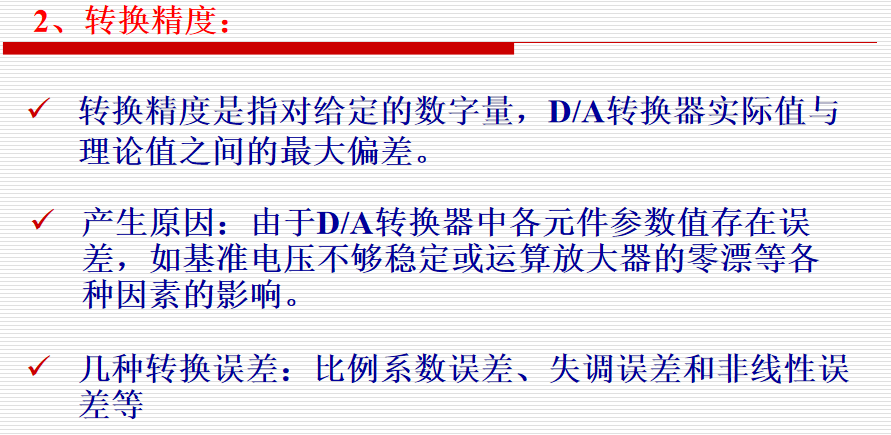 2、转换精度：
✓ 转换精度是指对给定的数字量，D/A转换器实际值与
理论值之间的最大偏差。
✓ 产生原因：由于D/A转换器中各元件参数值存在误
差，如基准电压不够稳定或运算放大器的零漂等各
种因素的影响。
✓ 几种转换误差：比例系数误差、失调误差和非线性误
差等